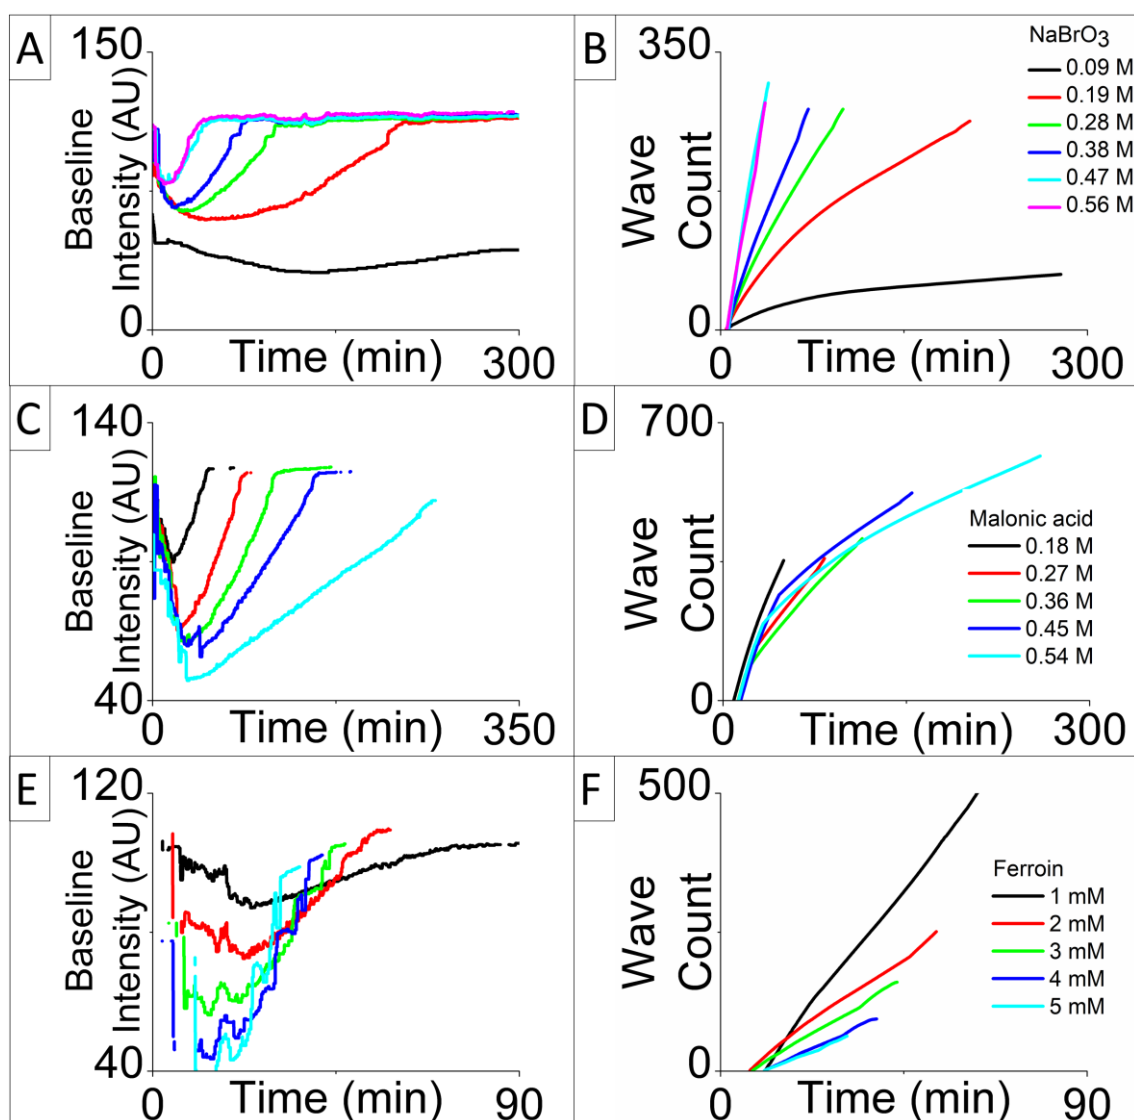 A
150
Baseline
Intensity (AU)
0
0
Time (min)
300
B
350
Wave
Count
0
0
Time (min)
300
NaBrO3
0.09 M
0.19 M
0.28 M
0.38 M
0.47 M
0.56 M
C
140
Baseline
Intensity (AU)
40
0
Time (min)
350
D
700
Wave
Count
0
0
Time (min)
300
Malonic acid
0.18 M
0.27 M
0.36 M
0.45 M
0.54 M
E
120
Baseline
Intensity (AU)
40
0
Time (min)
90
F
500
Wave
Count
0
0
Time (min)
90
Ferroin
1 mM
2 mM
3 mM
4 mM
5 mM